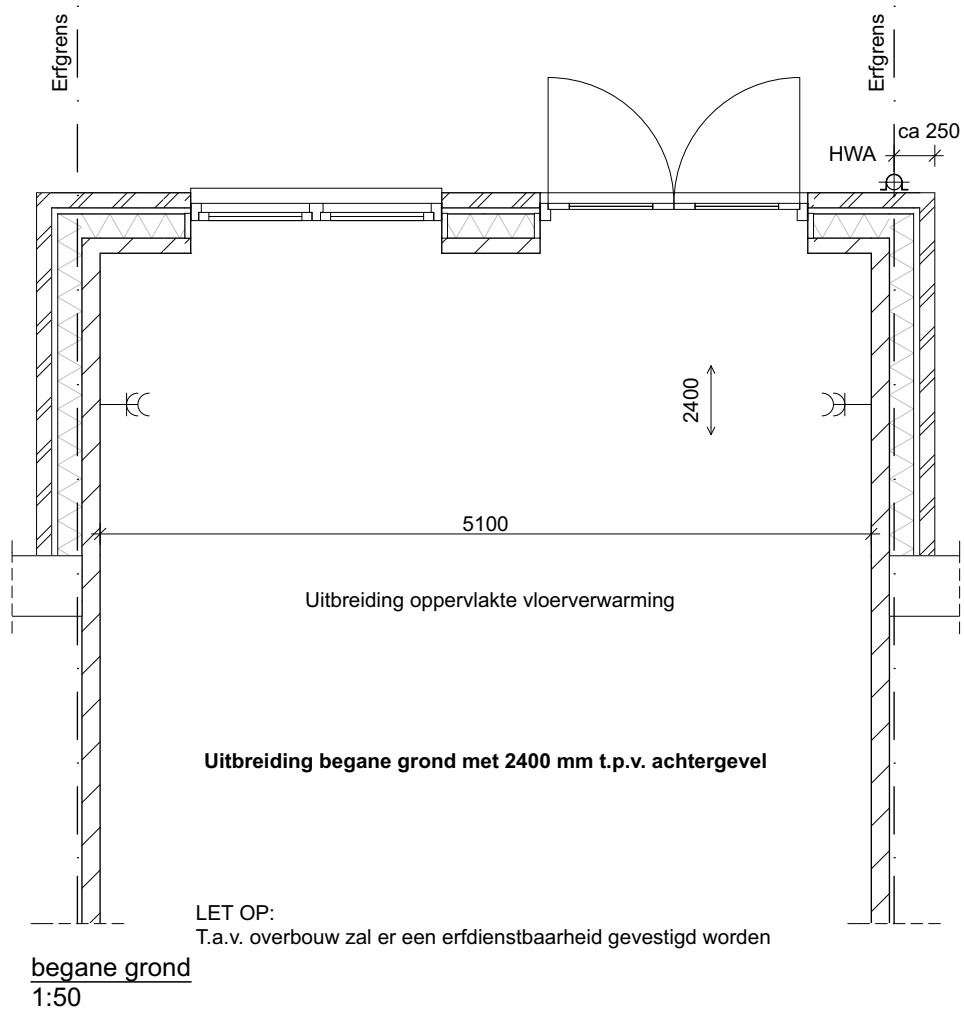 Erfgrens
Erfgrens
ca 250
HWA
2400
5100
Uitbreiding oppervlakte vloerverwarming
Uitbreiding begane grond met 2400 mm t.p.v. achtergevel
LET OP:
T.a.v. overbouw zal er een erfdienstbaarheid gevestigd worden
begane grond
1:50